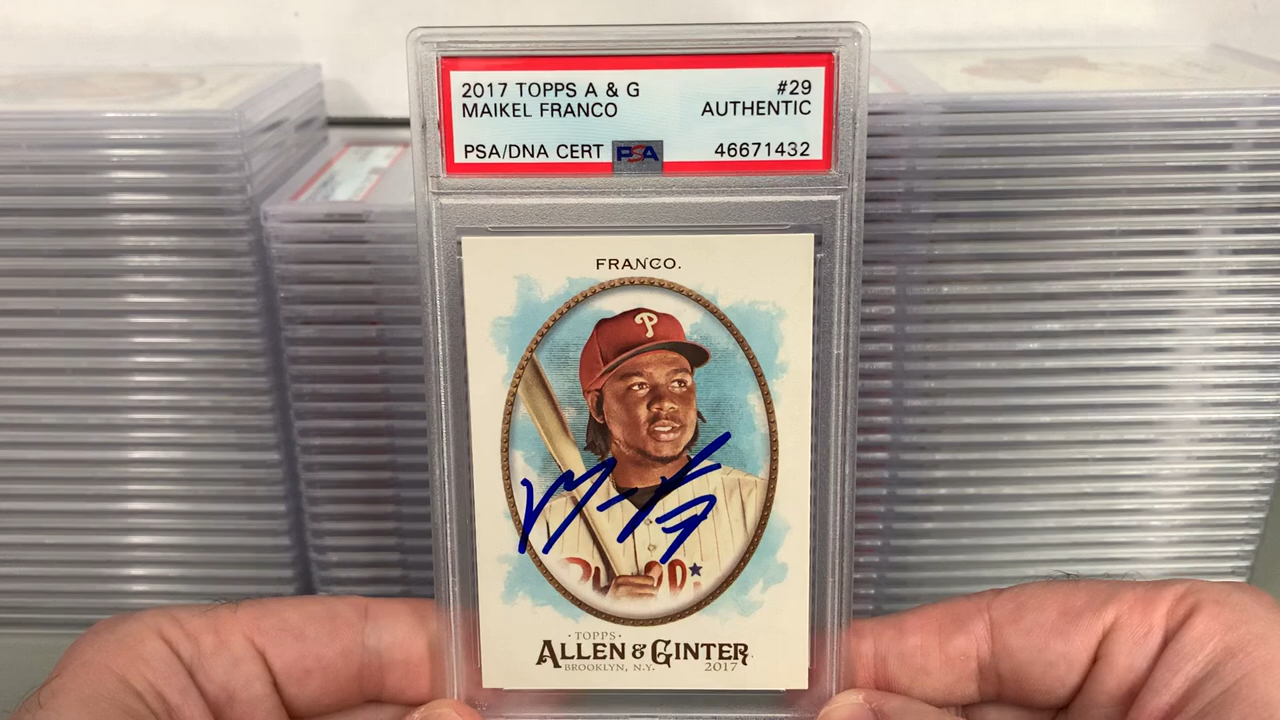 2017 TOPPS A & G #29
MAIKEL FRANCO AUTHENTIC
PSA/DNA CERT PSA 46671432
FRANCO.
P
TOPPS
ALLEN & GINTER
BROOKLYN, N.Y. 2017